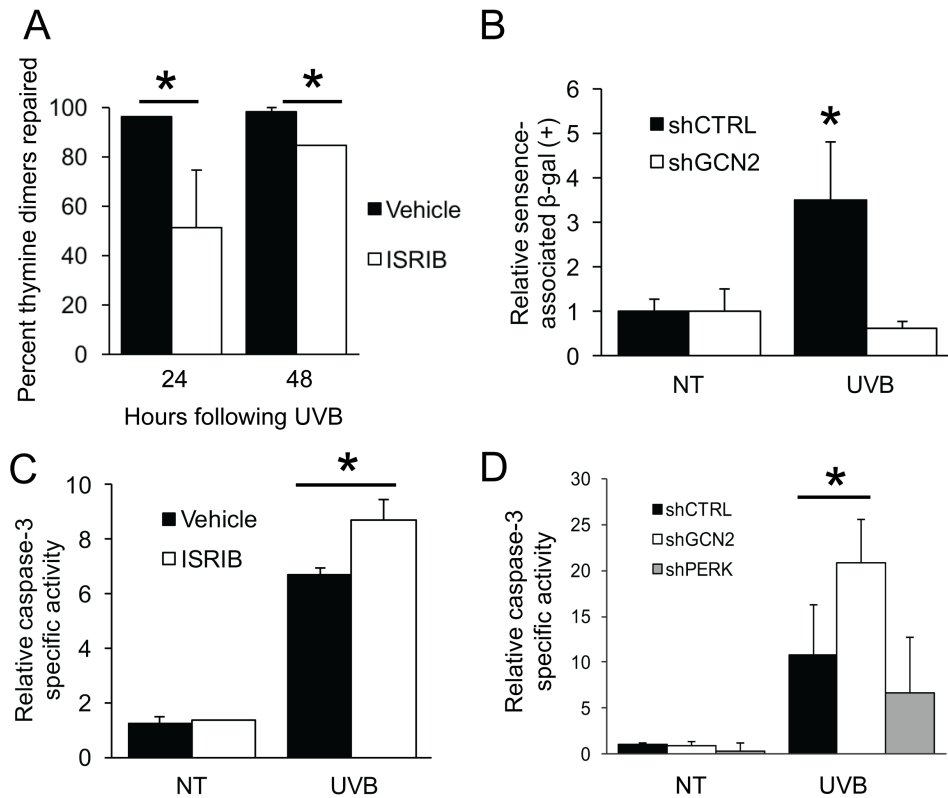 A
Percent thymine dimers repaired
100
80
60
40
20
0
*
*
24
48
Hours following UVB
Vehicle
ISRIB
B
Relative sensence-
associated β-gal (+)
6
5
4
3
2
1
0
shCTRL
shGCN2
*
NT
UVB
C
Relative caspase-3
specific activity
10
8
6
4
2
0
Vehicle
ISRIB
*
NT
UVB
D
Relative caspase-3
specific activity
30
25
20
15
10
5
0
shCTRL
shGCN2
shPERK
*
NT
UVB